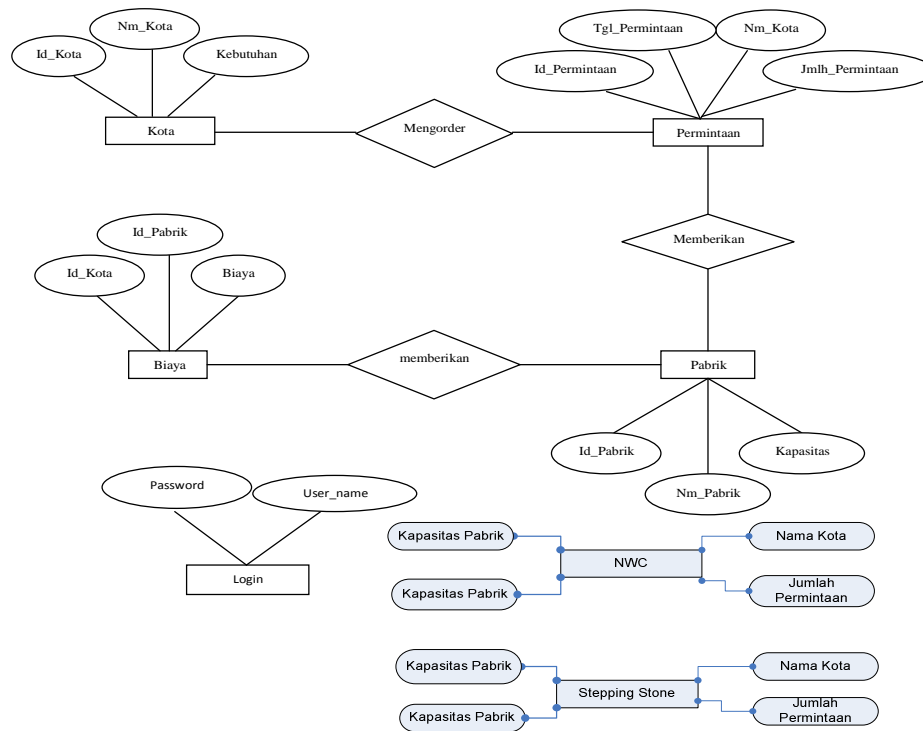 Nm_Kota
Id_Kota
Kebutuhan
Kota
Mengorder
Tgl_Permintaan
Nm_Kota
Id_Permintaan
Jmlh_Permintaan
Permintaan
Memberikan
Id_Pabrik
Id_Kota
Biaya
Biaya
memberikan
Pabrik
Id_Pabrik
Kapasitas
Nm_Pabrik
Password
User_name
Login
Kapasitas Pabrik
Nama Kota
NWC
Kapasitas Pabrik
Jumlah
Permintaan
Kapasitas Pabrik
Nama Kota
Stepping Stone
Kapasitas Pabrik
Jumlah
Permintaan